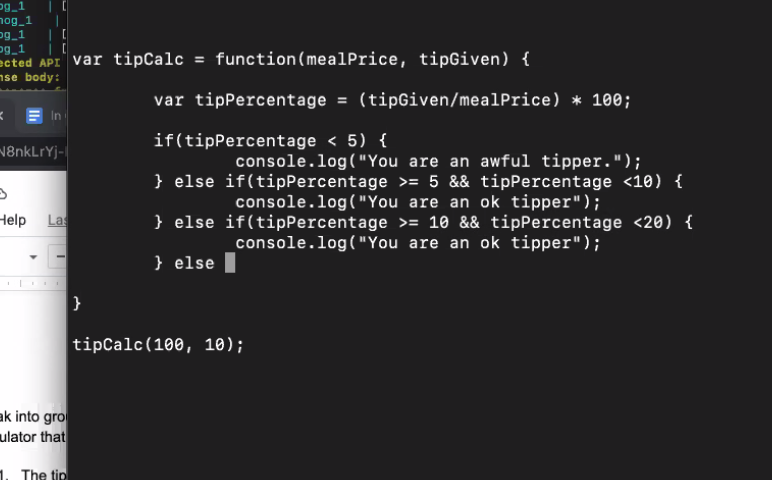 og_1 | [
nog_1 |
og_1 | [
og_1 | [
ected API
nse body:
In
N8nkLrYj-
Help Las
ak into gro
ulator that
1. The tip
var tipCalc = function(mealPrice, tipGiven) {
var tipPercentage = (tipGiven/mealPrice) * 100;
if(tipPercentage < 5) {
console.log("You are an awful tipper.");
} else if(tipPercentage >= 5 && tipPercentage <10) {
console.log("You are an ok tipper");
} else if(tipPercentage >= 10 && tipPercentage <20) {
console.log("You are an ok tipper");
} else
}
tipCalc(100, 10);